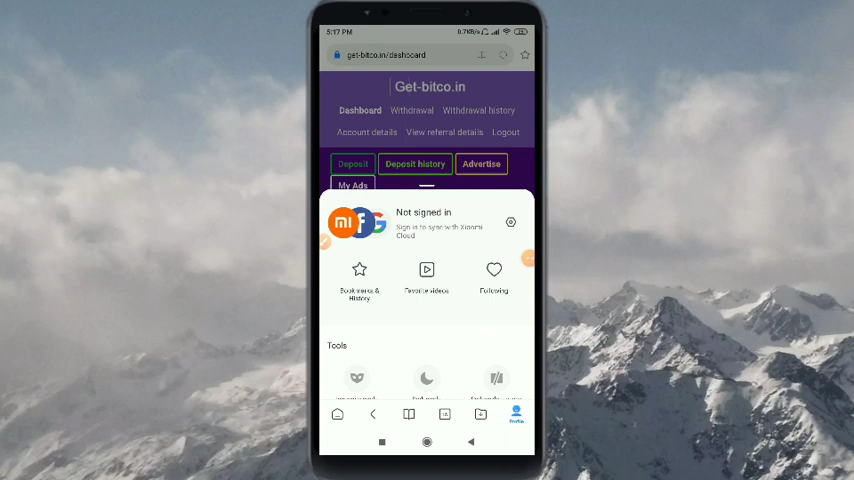 5:17 PM
0.7KB/s
get-bitco.in/dashboard
Get-bitco.in
Dashboard Withdrawal Withdrawal history
Account details View referral details Logout
Deposit Deposit history Advertise
My Ads
Not signed in
Sign in to sync with Xiaomi
Cloud
Bookmarks &
History
Favorite videos
Following
Tools
Profile